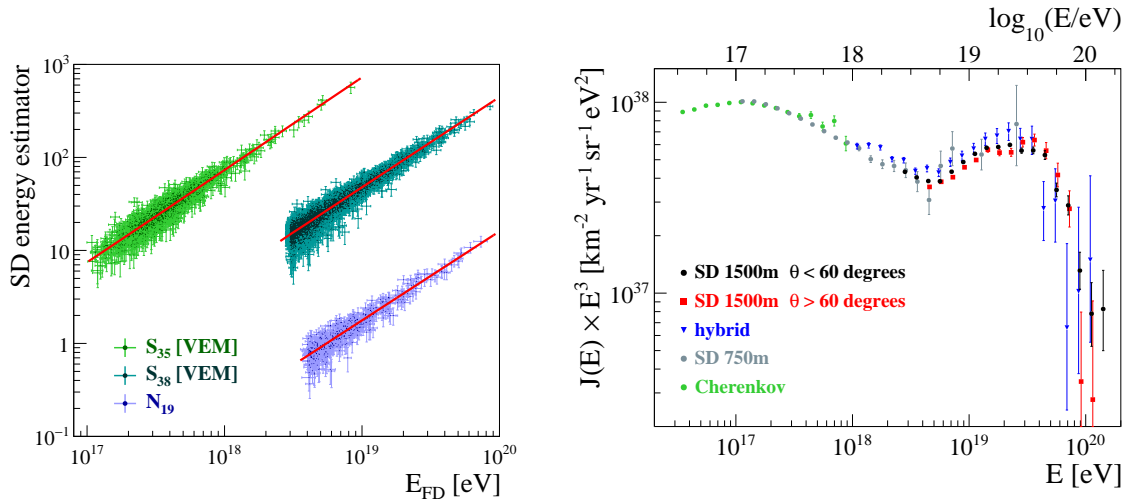 SD energy estimator
10^3
10^2
10
1
10^-1
10^17
10^18
10^19
10^20
E_FD [eV]
S_35 [VEM]
S_38 [VEM]
N_19
log_10(E/eV)
17
18
19
20
J(E) × E^3 [km^-2 yr^-1 sr^-1 eV^2]
10^38
10^37
SD 1500m θ < 60 degrees
SD 1500m θ > 60 degrees
hybrid
SD 750m
Cherenkov
10^17
10^18
10^19
10^20
E [eV]